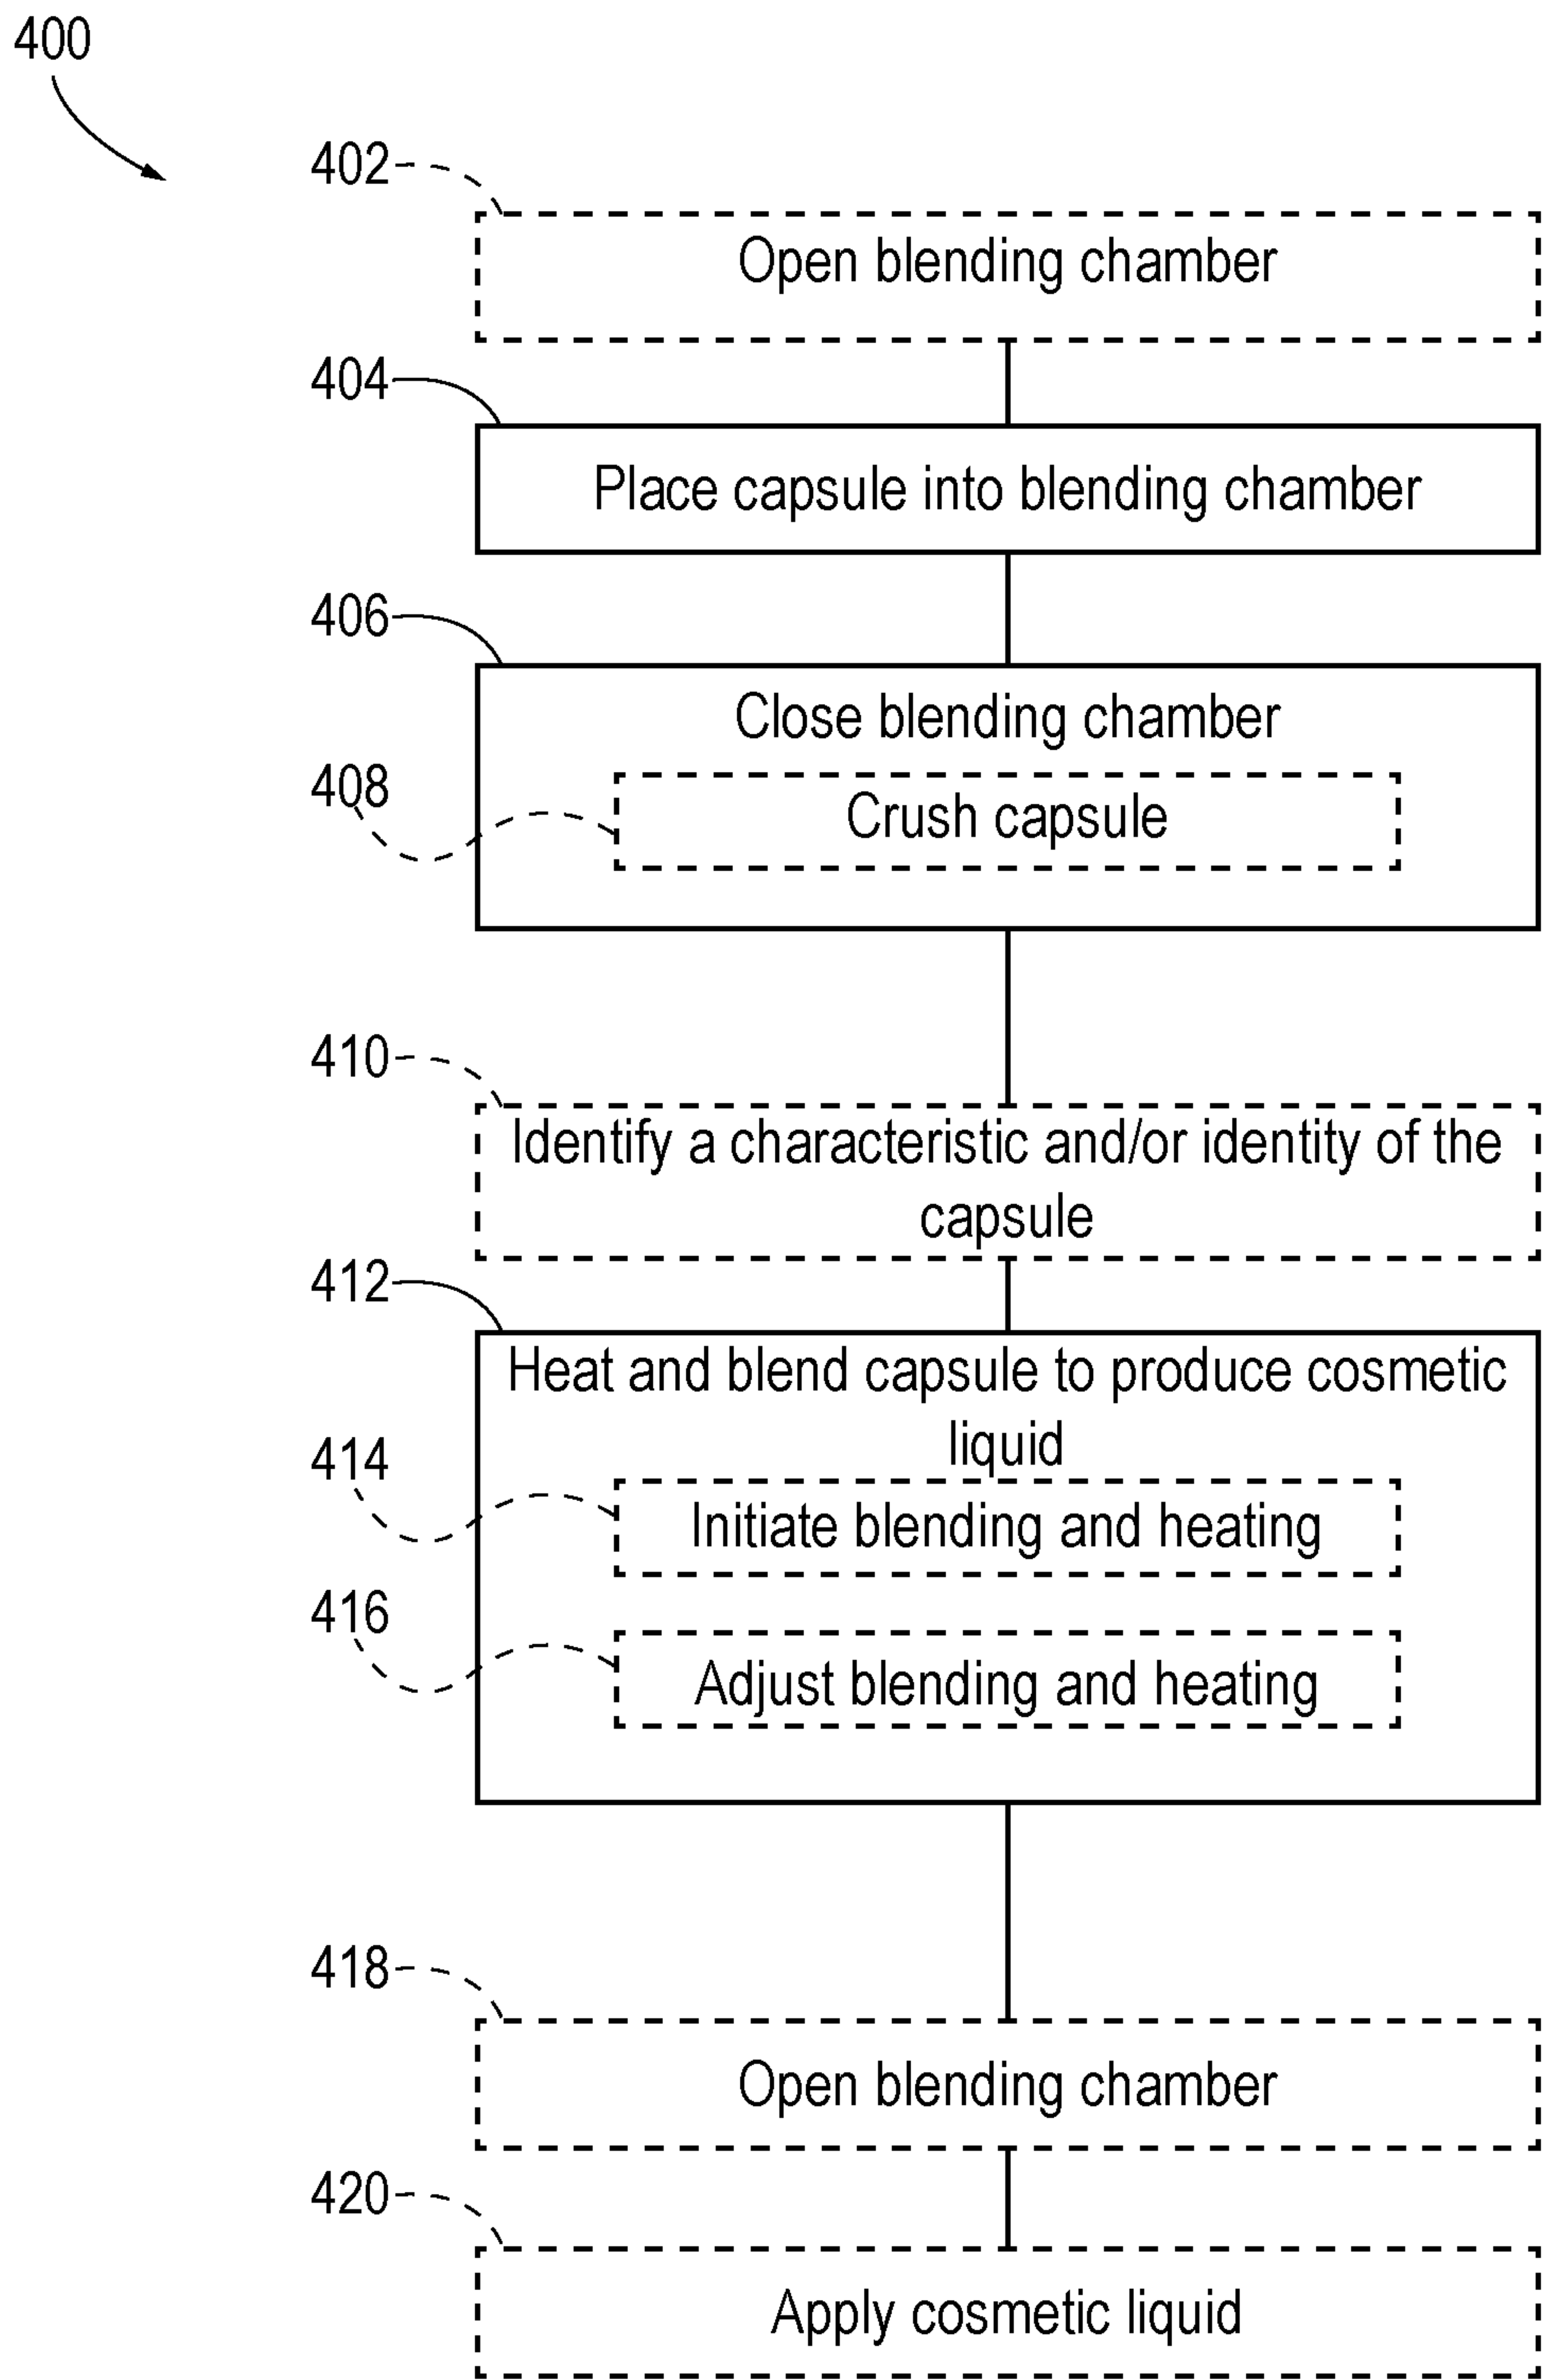 400
402
Open blending chamber
404
Place capsule into blending chamber
406
Close blending chamber
408
Crush capsule
410
Identify a characteristic and/or identity of the
capsule
412
Heat and blend capsule to produce cosmetic
liquid
414
Initiate blending and heating
416
Adjust blending and heating
418
Open blending chamber
420
Apply cosmetic liquid